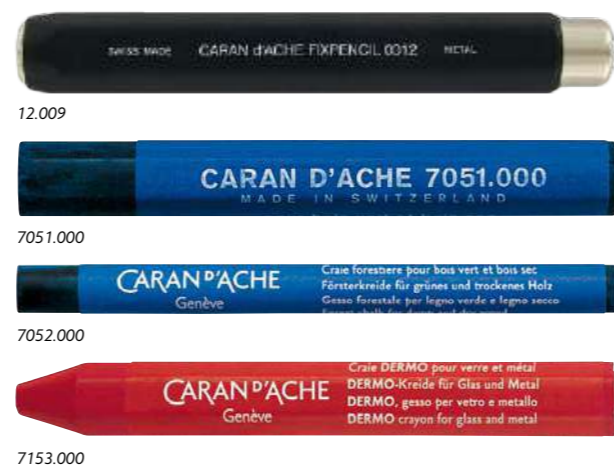 SWISS MADE CARAN d'ACHE FIXPENCIL 0012 METAL
12.009
CARAN D'ACHE 7051.000
MADE IN SWITZERLAND
7051.000
CARAN D'ACHE
Genève
Craie forestière pour bois vert et bois sec
Försterkreide für grünes und trockenes Holz
Gesso forestale per legno verde e legno secco
7052.000
CARAN D'ACHE
Genève
Craie DERMO pour verre et métal
DERMO-Kreide für Glas und Metal
DERMO, gesso per vetro e metallo
DERMO crayon for glass and metal
7153.000